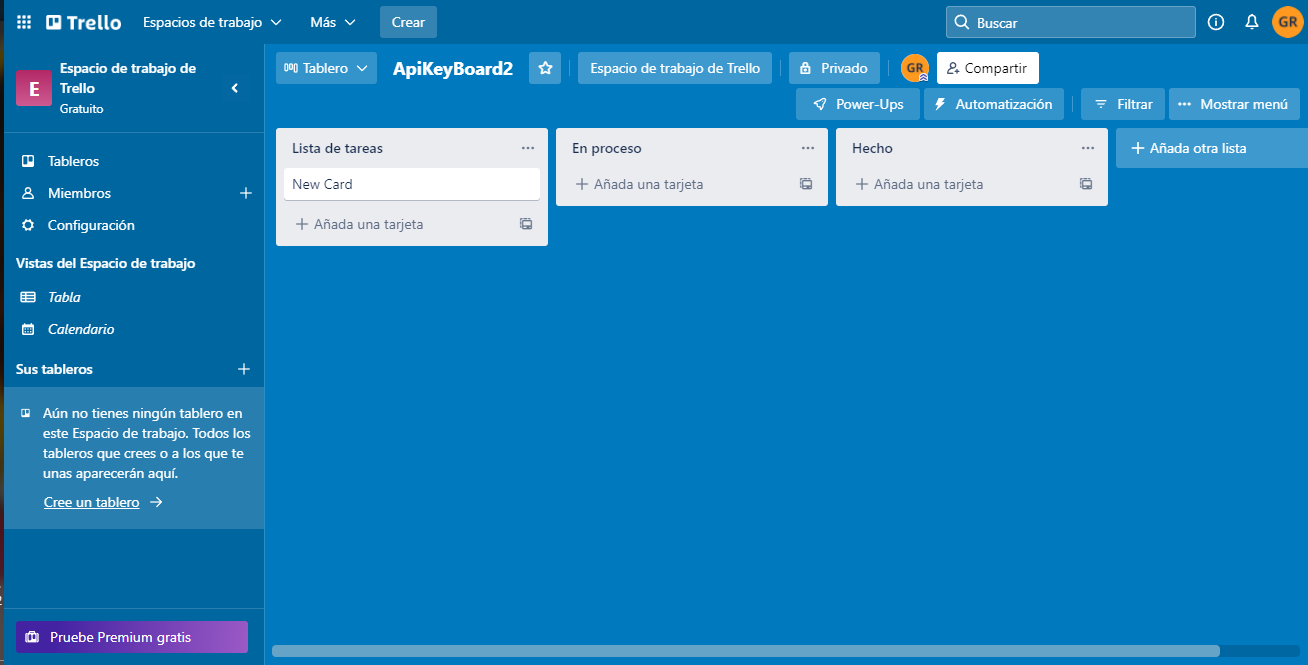 Trello
Espacios de trabajo
Más
Crear
Buscar
GR
E
Espacio de trabajo de
Trello
Gratuito
Tableros
Miembros
Configuración
Vistas del Espacio de trabajo
Tabla
Calendario
Sus tableros
Aún no tienes ningún tablero en
este Espacio de trabajo. Todos los
tableros que crees o a los que te
unas aparecerán aquí.
Cree un tablero
Pruebe Premium gratis
Tablero
ApiKeyBoard2
Espacio de trabajo de Trello
Privado
GR
Compartir
Power-Ups
Automatización
Filtrar
Mostrar menú
Lista de tareas
New Card
+ Añada una tarjeta
En proceso
+ Añada una tarjeta
Hecho
+ Añada una tarjeta
+ Añada otra lista